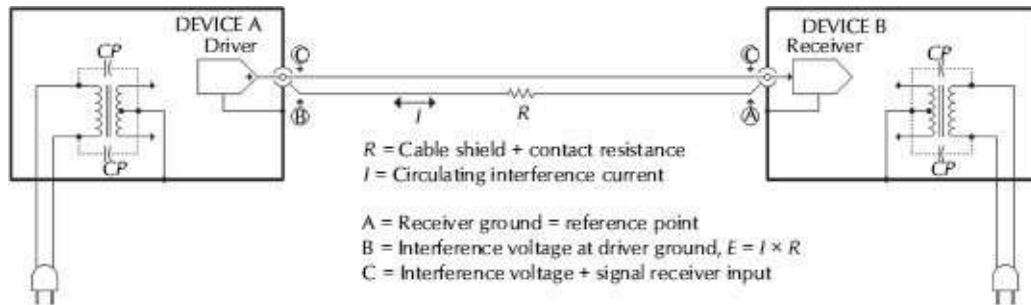 DEVICE A
Driver
CP
CP
C
B
I
R
C
A
DEVICE B
Receiver
CP
CP
R = Cable shield + contact resistance
I = Circulating interference current
A = Receiver ground = reference point
B = Interference voltage at driver ground, E = I × R
C = Interference voltage + signal receiver input